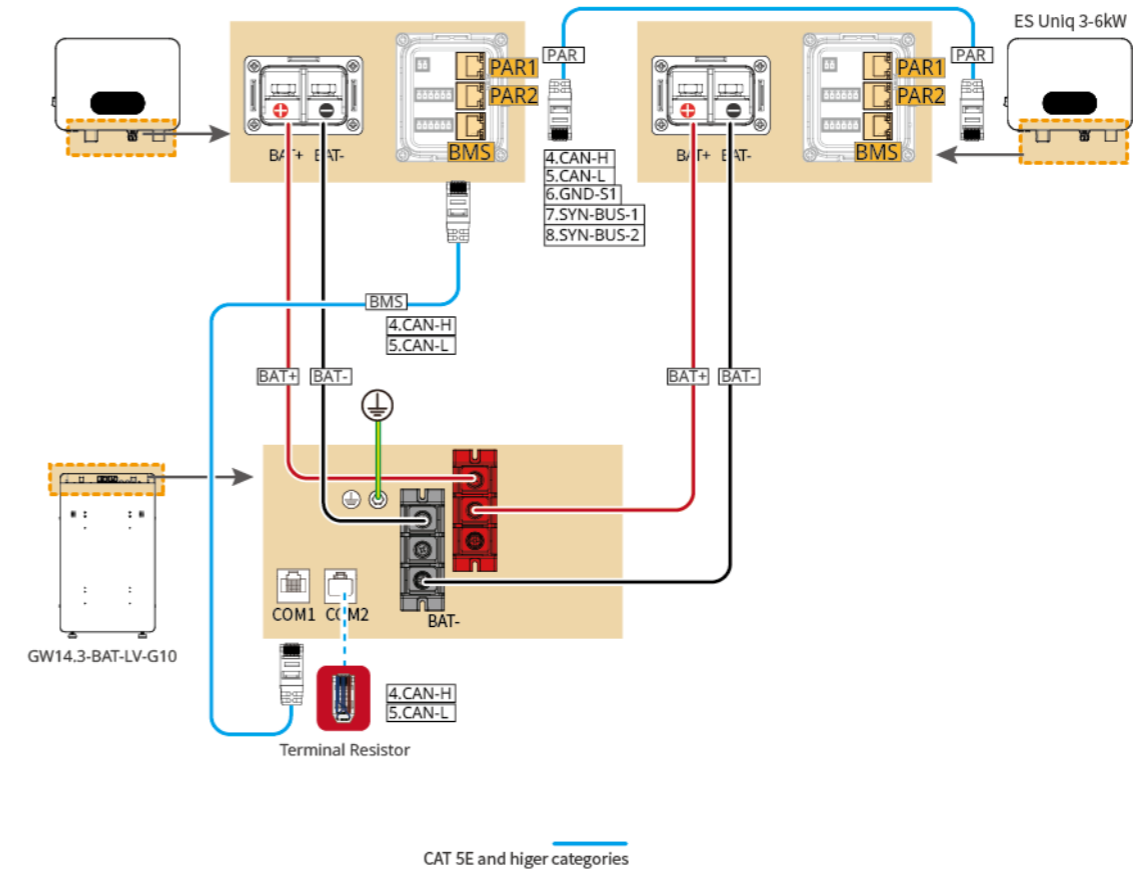 ES Uniq 3-6kW
PAR1
PAR2
BMS
BAT+ BAT-
PAR
4.CAN-H
5.CAN-L
6.GND-S1
7.SYN-BUS-1
8.SYN-BUS-2
PAR1
PAR2
BMS
BAT+ BAT-
PAR
BMS
4.CAN-H
5.CAN-L
BAT+ BAT-
BAT+ BAT-
COM1 COM2
BAT-
GW14.3-BAT-LV-G10
4.CAN-H
5.CAN-L
Terminal Resistor
CAT 5E and higer categories